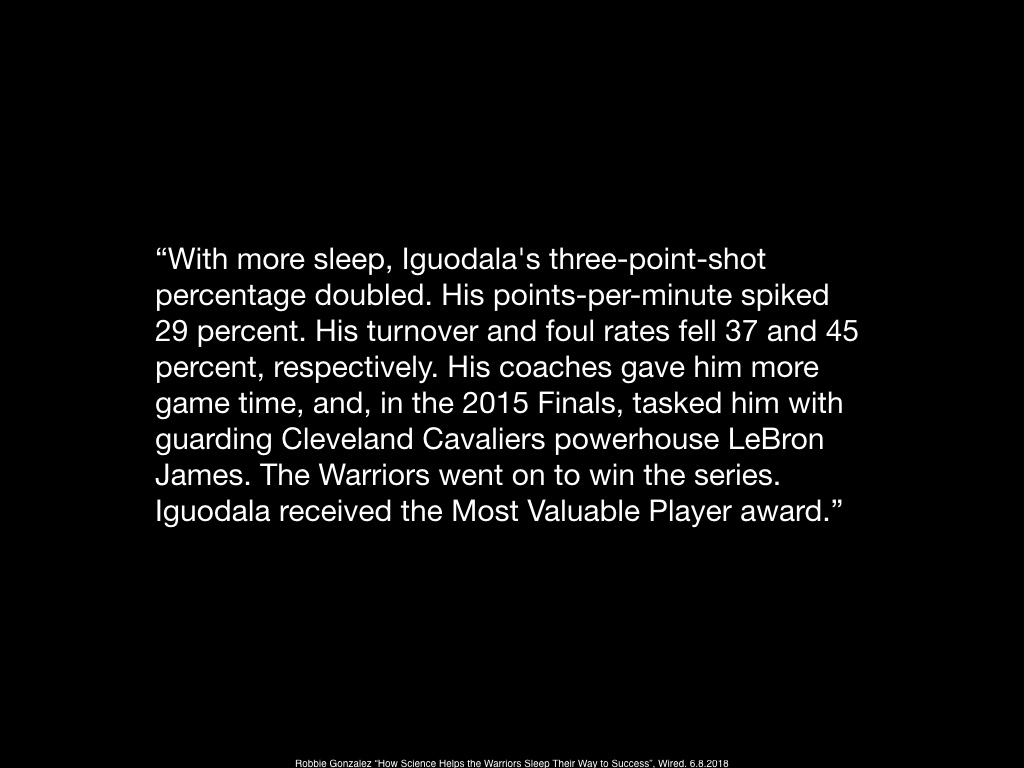 “With more sleep, Iguodala's three-point-shot
percentage doubled. His points-per-minute spiked
29 percent. His turnover and foul rates fell 37 and 45
percent, respectively. His coaches gave him more
game time, and, in the 2015 Finals, tasked him with
guarding Cleveland Cavaliers powerhouse LeBron
James. The Warriors went on to win the series.
Iguodala received the Most Valuable Player award.”
Robbie Gonzalez “How Science Helps the Warriors Sleep Their Way to Success”, Wired. 6.8.2018